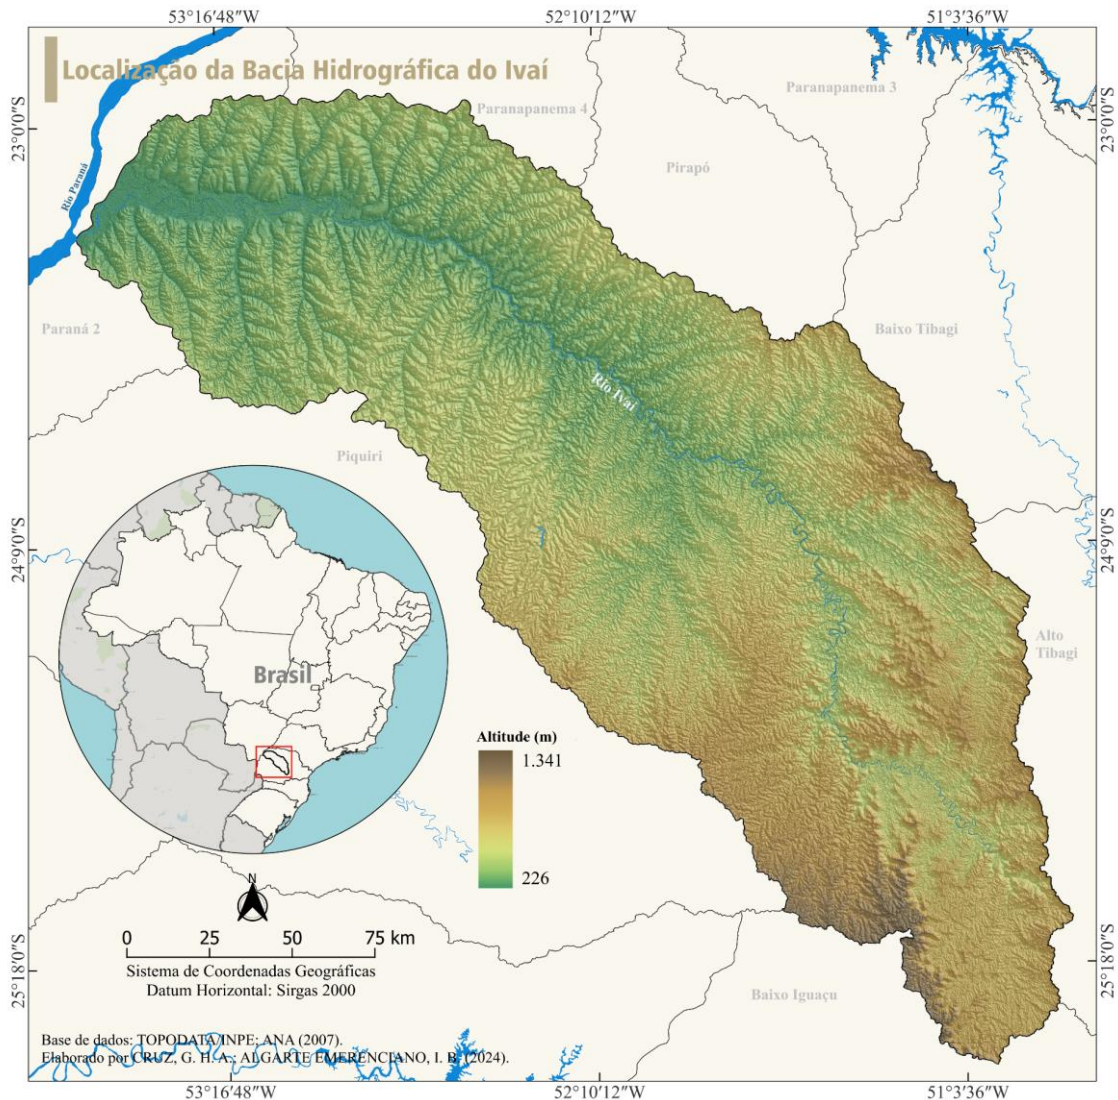 53°16'48"W 52°10'12"W 51°3'36"W
Localização da Bacia Hidrográfica do Ivaí
Paranapanema 3
Paranapanema 4
23°0'0"S 23°0'0"S
Pirapó
Rio Paraná
Paraná 2
Baixo Tibagi
Rio Ivaí
Piquiri
24°9'0"S 24°9'0"S
Alto
Tibagi
Brasil
Altitude (m)
1.341
226
N
0 25 50 75 km
Sistema de Coordenadas Geográficas
Datum Horizontal: Sirgas 2000
25°18'0"S 25°18'0"S
Baixo Iguaçu
Base de dados: TOPODATA/INPE; ANA (2007).
Elaborado por CRUZ, G. H. A.; ALGARTE EMERENCIANO, I. B. (2024).
53°16'48"W 52°10'12"W 51°3'36"W